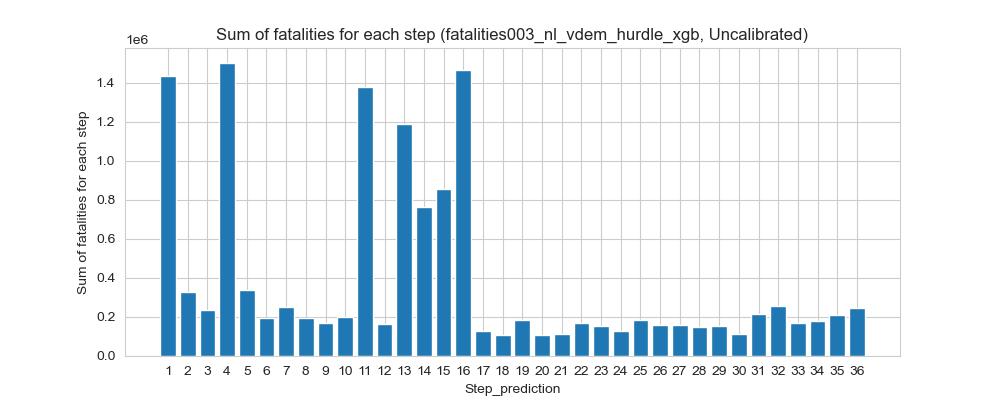 Sum of fatalities for each step (fatalities003_nl_vdem_hurdle_xgb, Uncalibrated)
1e6
1.4
1.2
1.0
0.8
0.6
0.4
0.2
0.0
Sum of fatalities for each step
1 2 3 4 5 6 7 8 9 10 11 12 13 14 15 16 17 18 19 20 21 22 23 24 25 26 27 28 29 30 31 32 33 34 35 36
Step_prediction